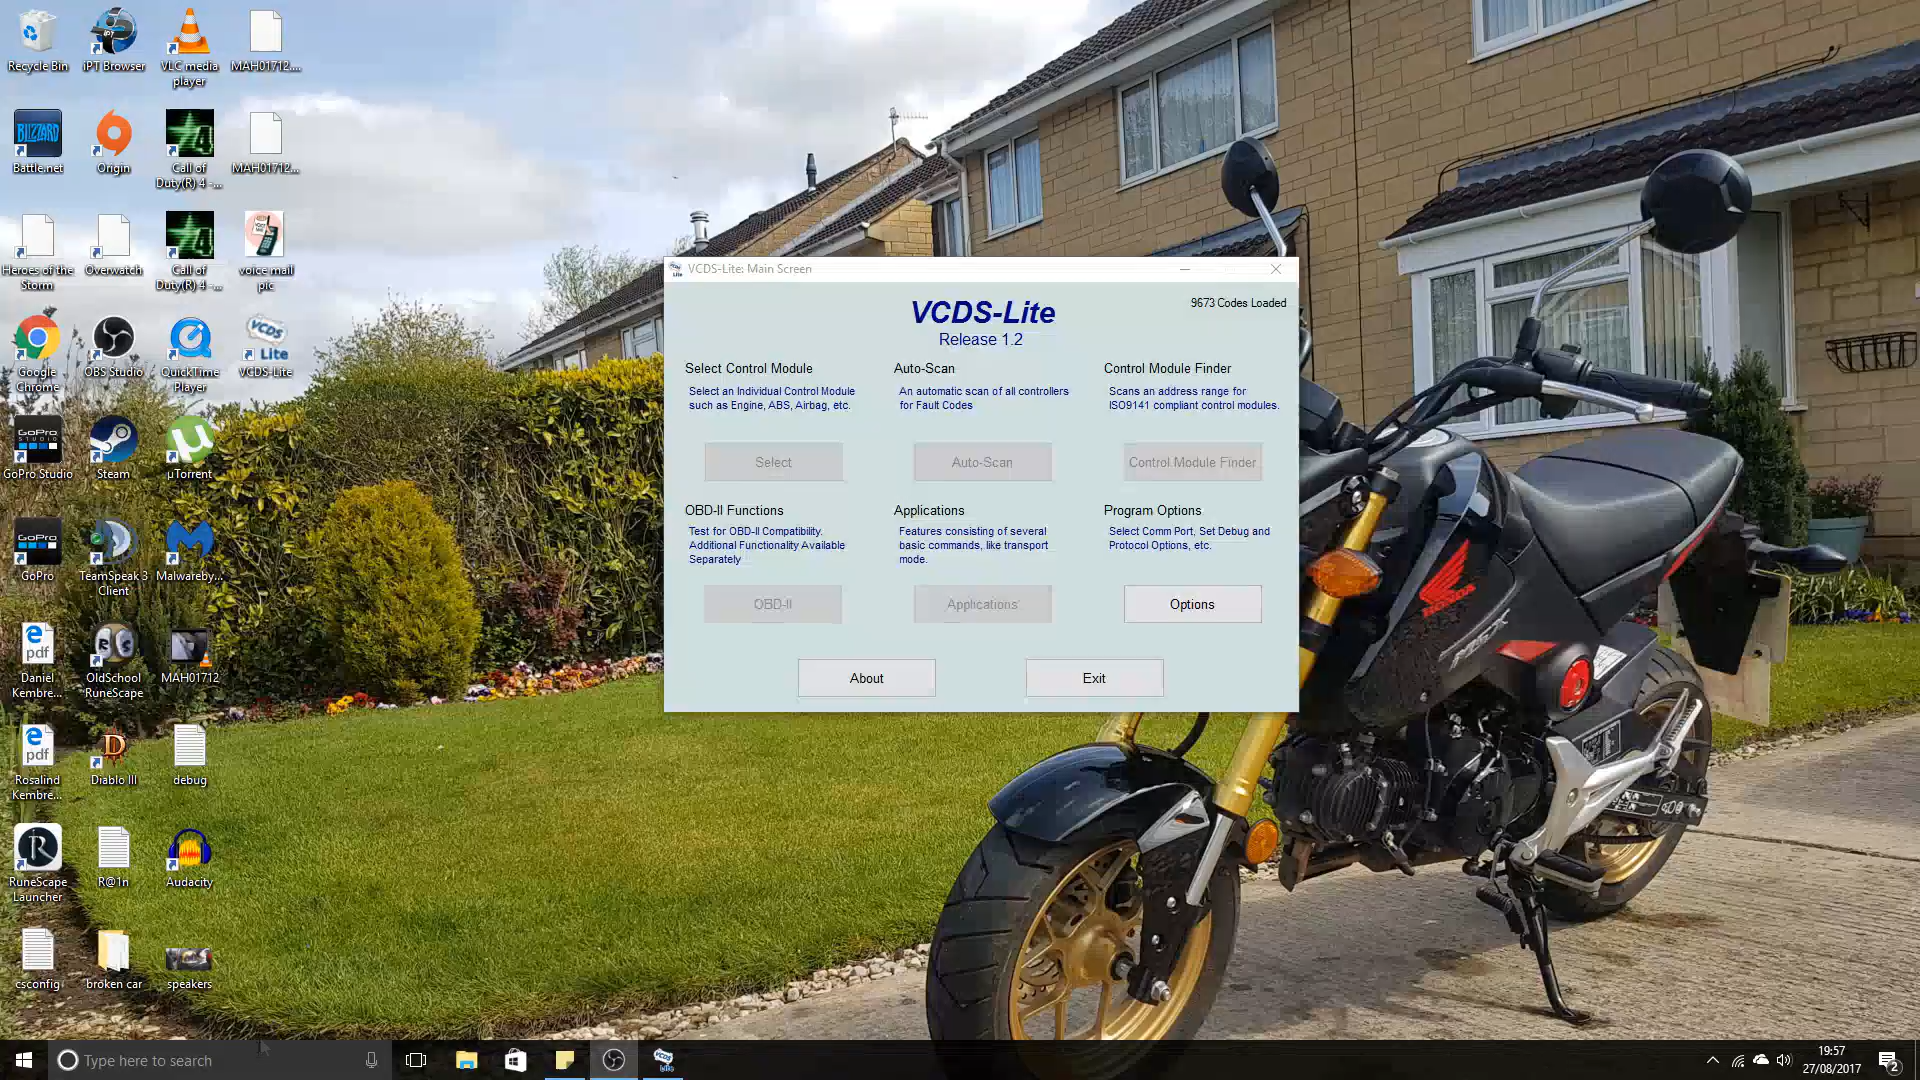 Recycle Bin
iPT Browser
VLC media
player
MAH01712....
Battle.net
Origin
Call of
Duty(R) 4 -...
MAH01712...
Heroes of the
Storm
Overwatch
Call of
Duty(R) 4 -...
voice mail
pic
Google
Chrome
OBS Studio
QuickTime
Player
VCDS-Lite
GoPro Studio
Steam
µTorrent
GoPro
TeamSpeak 3
Client
Malwareby...
Daniel
Kembre...
OldSchool
RuneScape
MAH01712
Rosalind
Kembre...
Diablo III
debug
RuneScape
Launcher
R@1n
Audacity
csconfig
broken car
speakers
VCDS-Lite: Main Screen
9673 Codes Loaded
VCDS-Lite
Release 1.2
Select Control Module
Select an Individual Control Module
such as Engine, ABS, Airbag, etc.
Select
Auto-Scan
An automatic scan of all controllers
for Fault Codes
Auto-Scan
Control Module Finder
Scans an address range for
ISO9141 compliant control modules.
Control Module Finder
OBD-II Functions
Test for OBD-II Compatibility.
Additional Functionality Available
Separately
OBD-II
Applications
Features consisting of several
basic commands, like transport
mode.
Applications
Program Options
Select Comm Port, Set Debug and
Protocol Options, etc.
Options
About
Exit
HONDA
Type here to search
19:57
27/08/2017
2